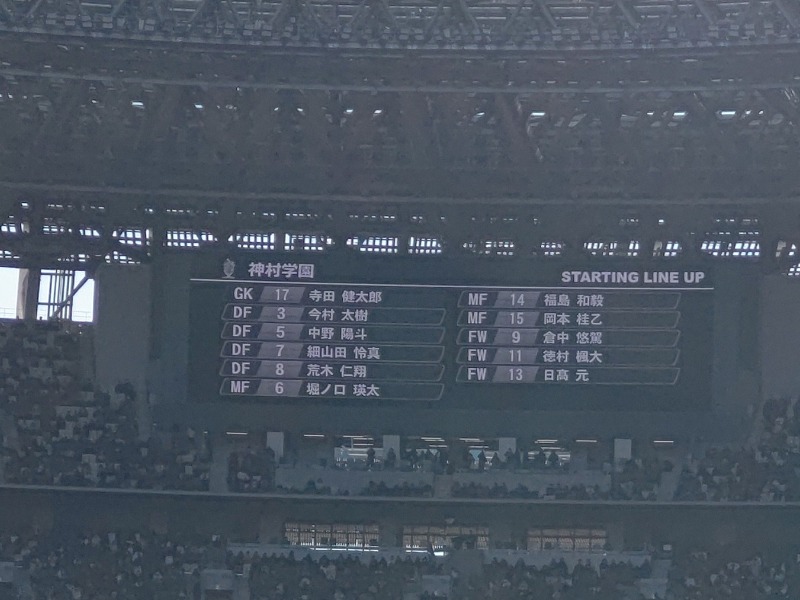 神村学園
STARTING LINE UP
GK 17 寺田 健太郎
DF 3 今村 太樹
DF 5 中野 陽斗
DF 7 細山田 怜真
DF 8 荒木 仁翔
MF 6 堀ノ口 瑛太
MF 14 福島 和毅
MF 15 岡本 桂乙
FW 9 倉中 悠駕
FW 11 徳村 楓大
FW 13 日髙 元